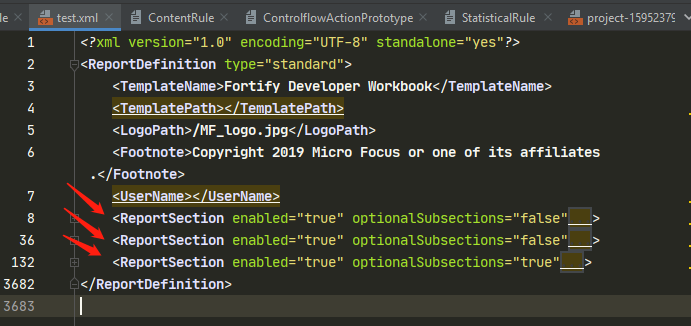 test.xml ContentRule ControlflowActionPrototype StatisticalRule project-1595237
1 <?xml version="1.0" encoding="UTF-8" standalone="yes"?>
2 <ReportDefinition type="standard">
3 <TemplateName>Fortify Developer Workbook</TemplateName>
4 <TemplatePath></TemplatePath>
5 <LogoPath>/MF_logo.jpg</LogoPath>
6 <Footnote>Copyright 2019 Micro Focus or one of its affiliates
.</Footnote>
7 <UserName></UserName>
8 <ReportSection enabled="true" optionalSubsections="false"...>
36 <ReportSection enabled="true" optionalSubsections="false"...>
132 <ReportSection enabled="true" optionalSubsections="true"...>
3682 </ReportDefinition>
3683